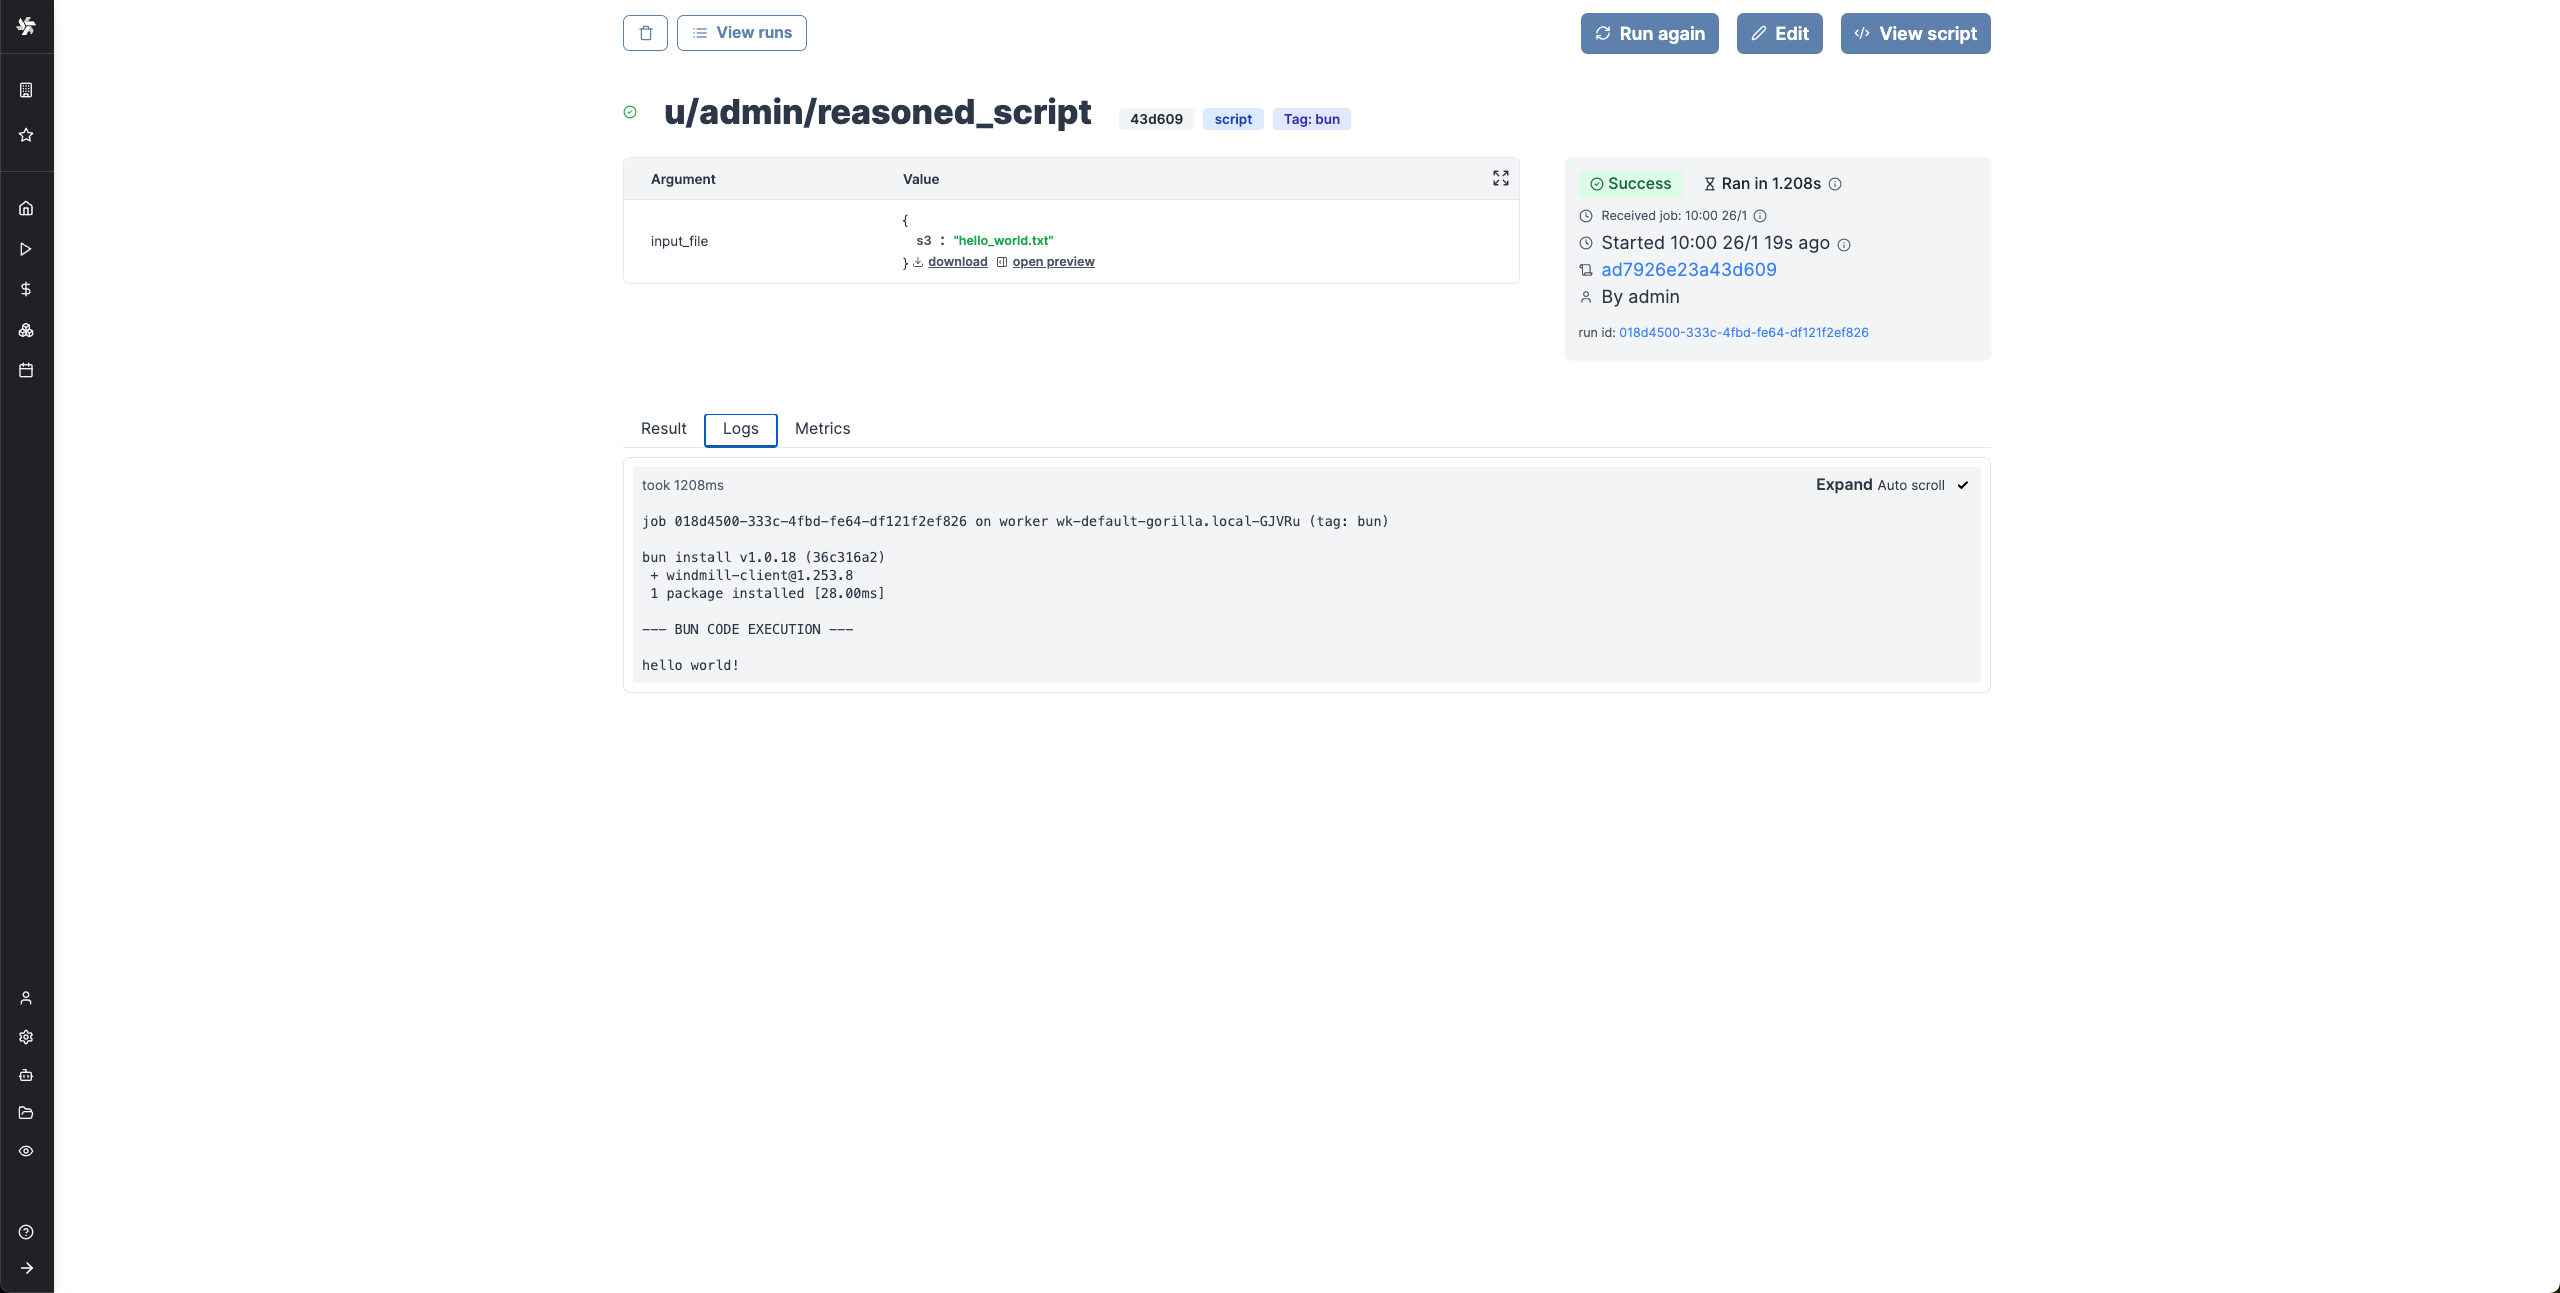 View runs
Run again
Edit
View script
u/admin/reasoned_script
43d609
script
Tag: bun
Argument
Value
input_file
{
s3 : "hello_world.txt"
} download open preview
Success
Ran in 1.208s
Received job: 10:00 26/1
Started 10:00 26/1 19s ago
ad7926e23a43d609
By admin
run id: 018d4500-333c-4fbd-fe64-df121f2ef826
Result
Logs
Metrics
took 1208ms
Expand Auto scroll
job 018d4500-333c-4fbd-fe64-df121f2ef826 on worker wk-default-gorilla.local-GJVRu (tag: bun)
bun install v1.0.18 (36c316a2)
+ windmill-client@1.253.8
1 package installed [28.00ms]
--- BUN CODE EXECUTION ---
hello world!